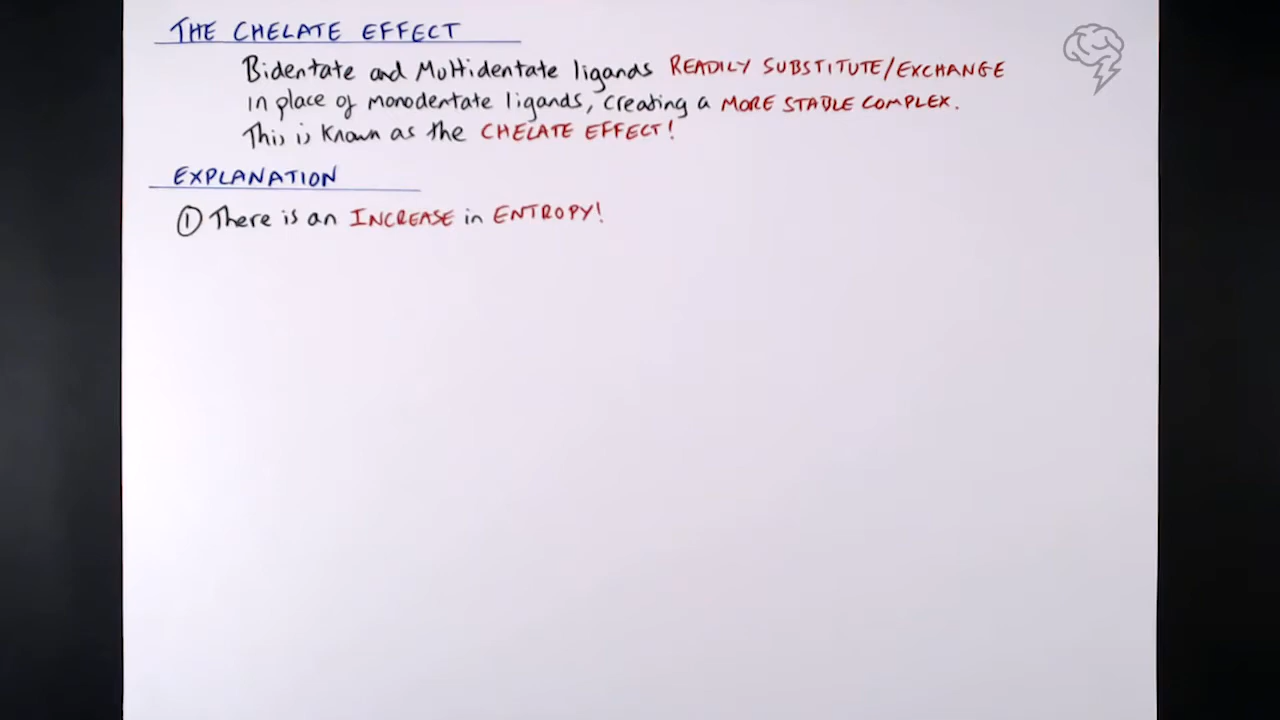 THE CHELATE EFFECT
Bidentate and Multidentate ligands READILY SUBSTITUTE/EXCHANGE
in place of monodentate ligands, creating a MORE STABLE COMPLEX.
This is known as the CHELATE EFFECT!
EXPLANATION
① There is an INCREASE in ENTROPY!